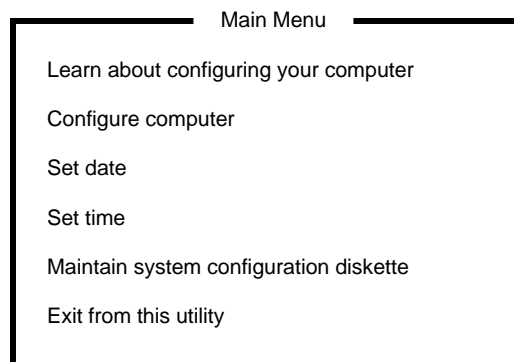 Main Menu
Learn about configuring your computer
Configure computer
Set date
Set time
Maintain system configuration diskette
Exit from this utility